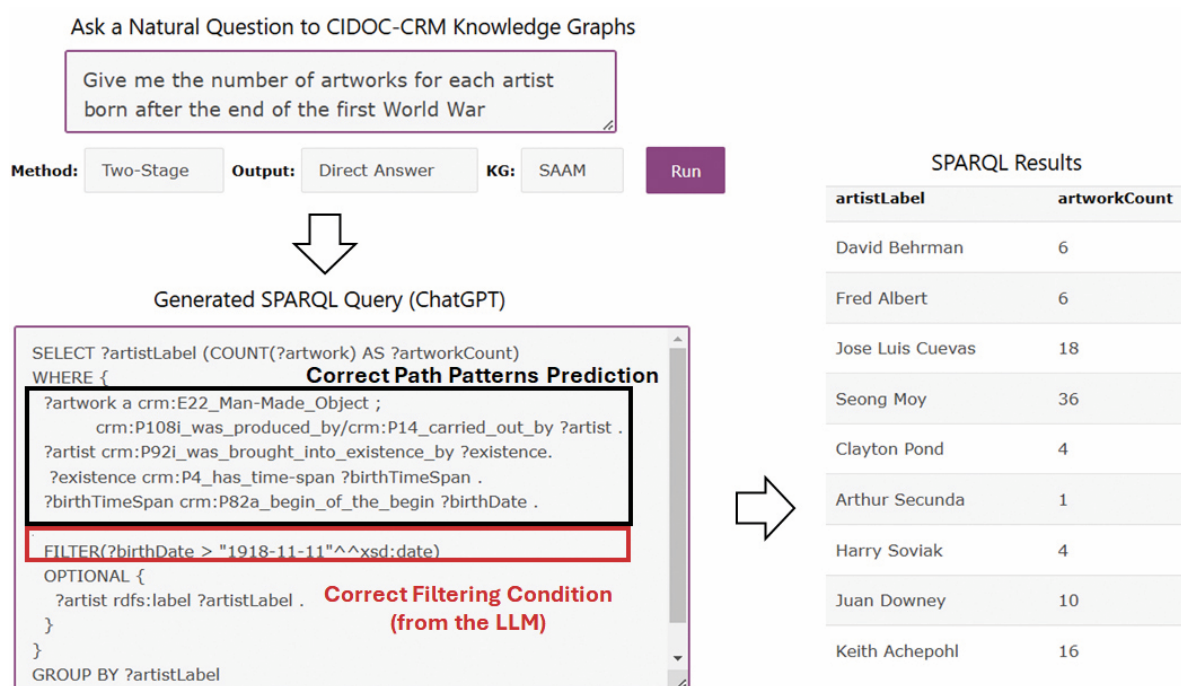 Ask a Natural Question to CIDOC-CRM Knowledge Graphs
Give me the number of artworks for each artist
born after the end of the first World War
Method: Two-Stage Output: Direct Answer KG: SAAM Run
Generated SPARQL Query (ChatGPT)
SELECT ?artistLabel (COUNT(?artwork) AS ?artworkCount)
WHERE {
Correct Path Patterns Prediction
?artwork a crm:E22_Man-Made_Object ;
crm:P108i_was_produced_by/crm:P14_carried_out_by ?artist .
?artist crm:P92i_was_brought_into_existence_by ?existence.
?existence crm:P4_has_time-span ?birthTimeSpan .
?birthTimeSpan crm:P82a_begin_of_the_begin ?birthDate .
FILTER(?birthDate > "1918-11-11"^^xsd:date)
OPTIONAL {
?artist rdfs:label ?artistLabel .
}
}
GROUP BY ?artistLabel
Correct Filtering Condition
(from the LLM)
SPARQL Results
artistLabel artworkCount
David Behrman 6
Fred Albert 6
Jose Luis Cuevas 18
Seong Moy 36
Clayton Pond 4
Arthur Secunda 1
Harry Soviak 4
Juan Downey 10
Keith Achepohl 16